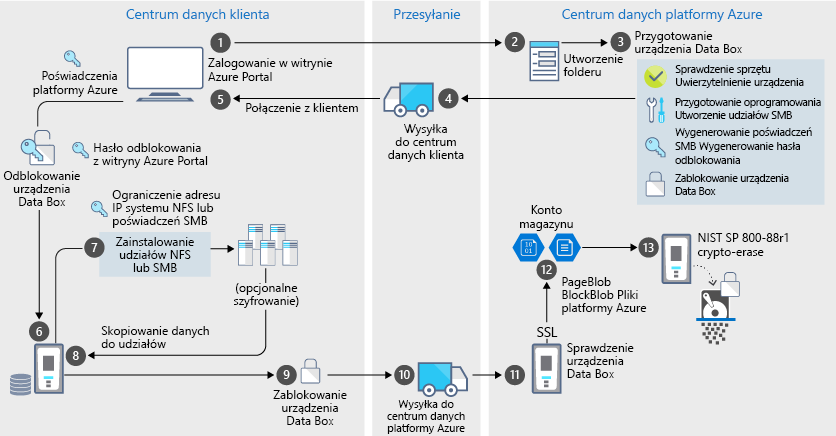 Centrum danych klienta
Przesyłanie
Centrum danych platformy Azure
1
Zalogowanie w witrynie
Azure Portal
2
Utworzenie
folderu
3
Przygotowanie
urządzenia Data Box
Sprawdzenie sprzętu
Uwierzytelnienie urządzenia
Przygotowanie oprogramowania
Utworzenie udziałów SMB
Wygenerowanie poświadczeń
SMB Wygenerowanie hasła
odblokowania
Zablokowanie urządzenia
Data Box
4
Wysyłka
do centrum
danych klienta
5
Połączenie z klientem
Poświadczenia
platformy Azure
Hasło odblokowania
z witryny Azure Portal
Odblokowanie
urządzenia
Data Box
6
Ograniczenie adresu
IP systemu NFS lub
poświadczeń SMB
7
Zainstalowanie
udziałów NFS
lub SMB
(opcjonalne
szyfrowanie)
8
Skopiowanie danych
do udziałów
9
Zablokowanie
urządzenia
Data Box
10
Wysyłka do
centrum danych
platformy Azure
11
SSL
Sprawdzenie
urządzenia
Data Box
Konto
magazynu
10
01
12
PageBlob
BlockBlob Pliki
platformy Azure
13
NIST SP 800-88r1
crypto-erase